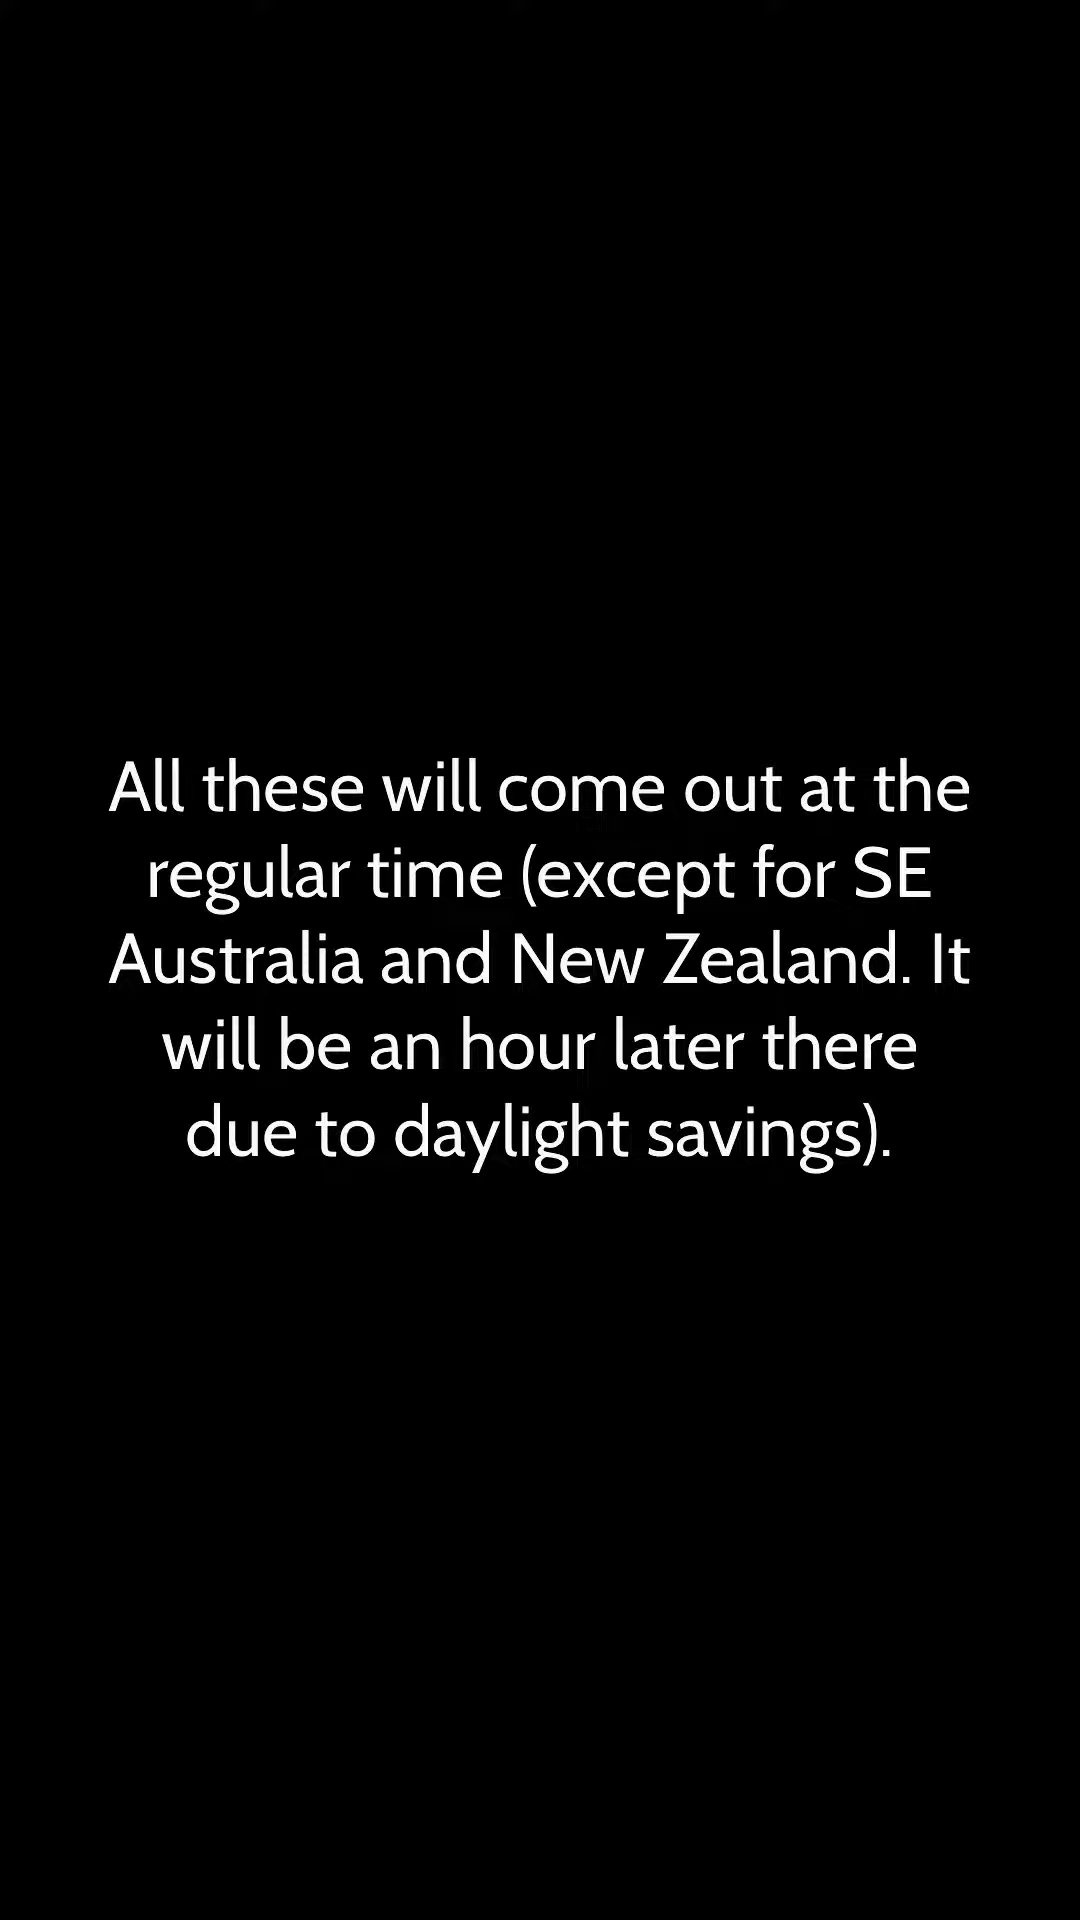 All these will come out at the
regular time (except for SE
Australia and New Zealand. It
will be an hour later there
due to daylight savings).